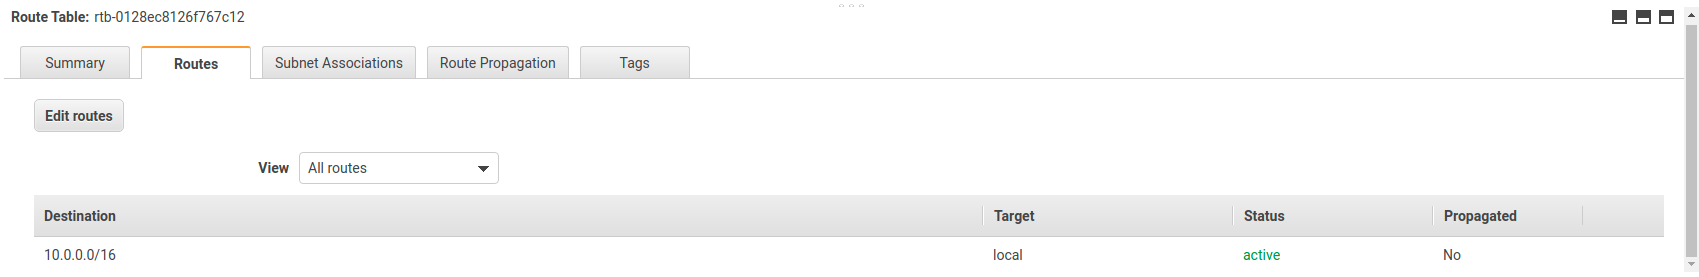 Route Table: rtb-0128ec8126f767c12
Summary Routes Subnet Associations Route Propagation Tags
Edit routes
View All routes
Destination Target Status Propagated
10.0.0.0/16 local active No